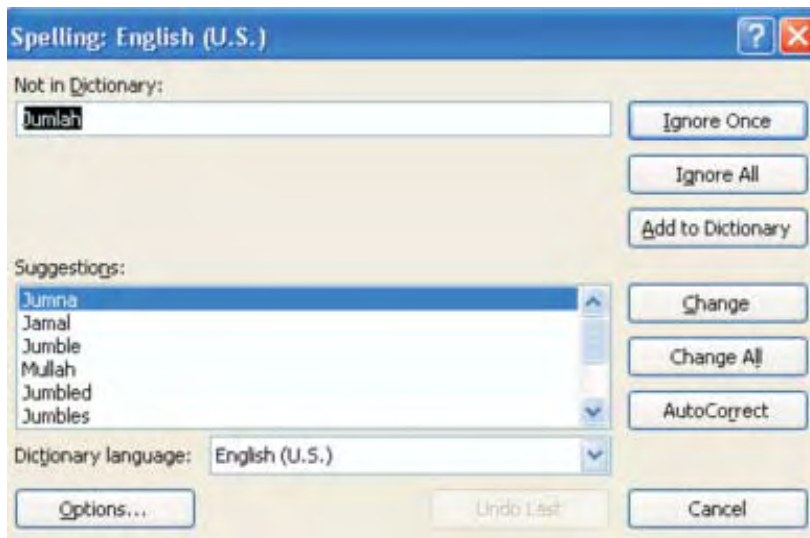 Spelling: English (U.S.)
Not in Dictionary:
Jumlah
Ignore Once
Ignore All
Add to Dictionary
Suggestions:
Jumna
Jamal
Jumble
Mullah
Jumbled
Jumbles
Change
Change All
AutoCorrect
Dictionary language: English (U.S.)
Options... Undo Last Cancel